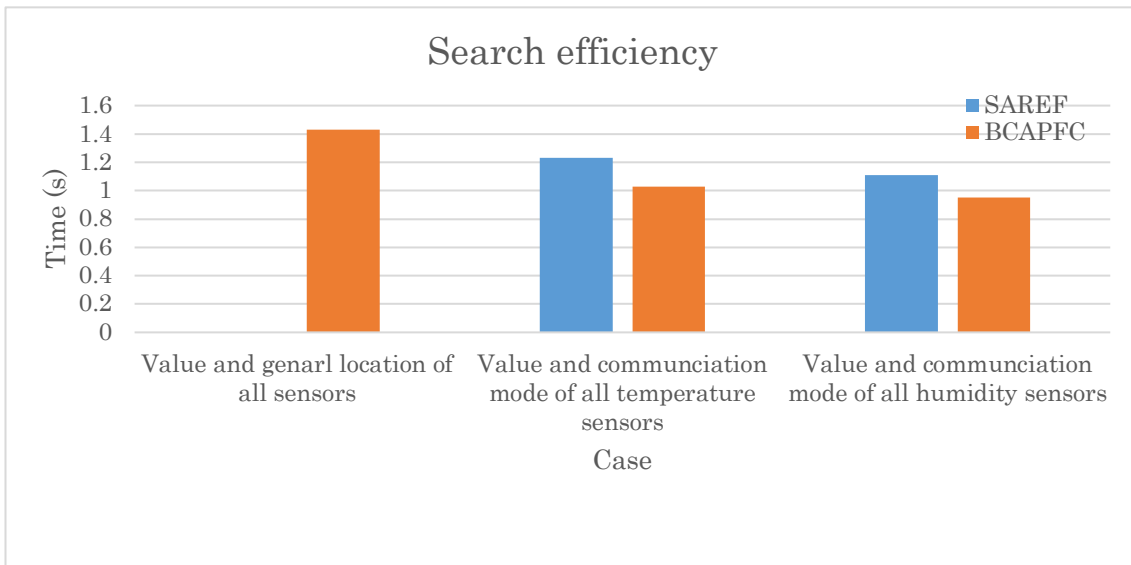 Search efficiency
SAREF
BCAPFC
Time (s)
1.6
1.4
1.2
1
0.8
0.6
0.4
0.2
0
Value and genarl location of
all sensors
Value and communciation
mode of all temperature
sensors
Value and communciation
mode of all humidity sensors
Case